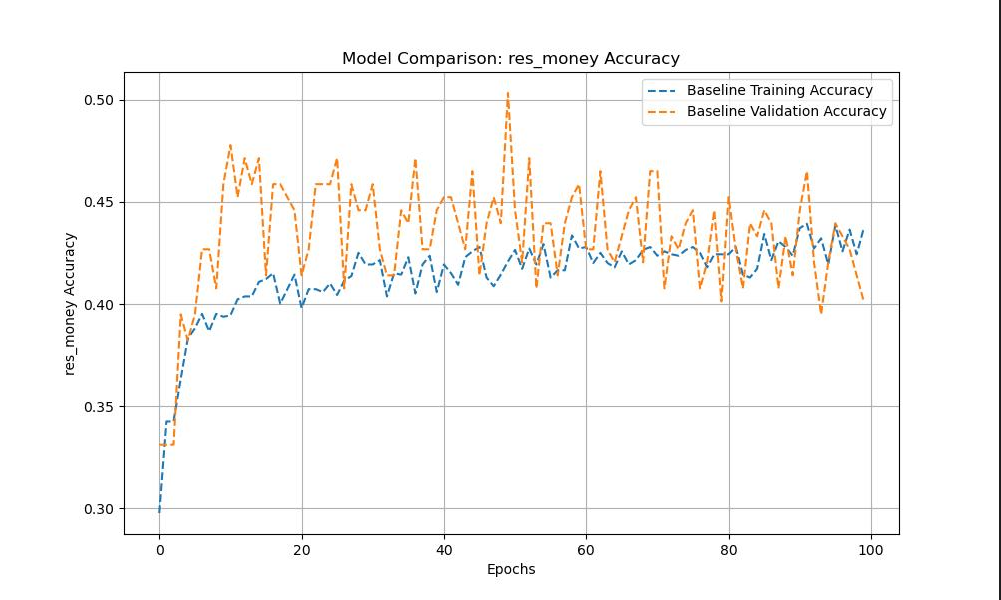 Model Comparison: res_money Accuracy
Baseline Training Accuracy
Baseline Validation Accuracy
0.50
0.45
0.40
0.35
0.30
res_money Accuracy
0 20 40 60 80 100
Epochs